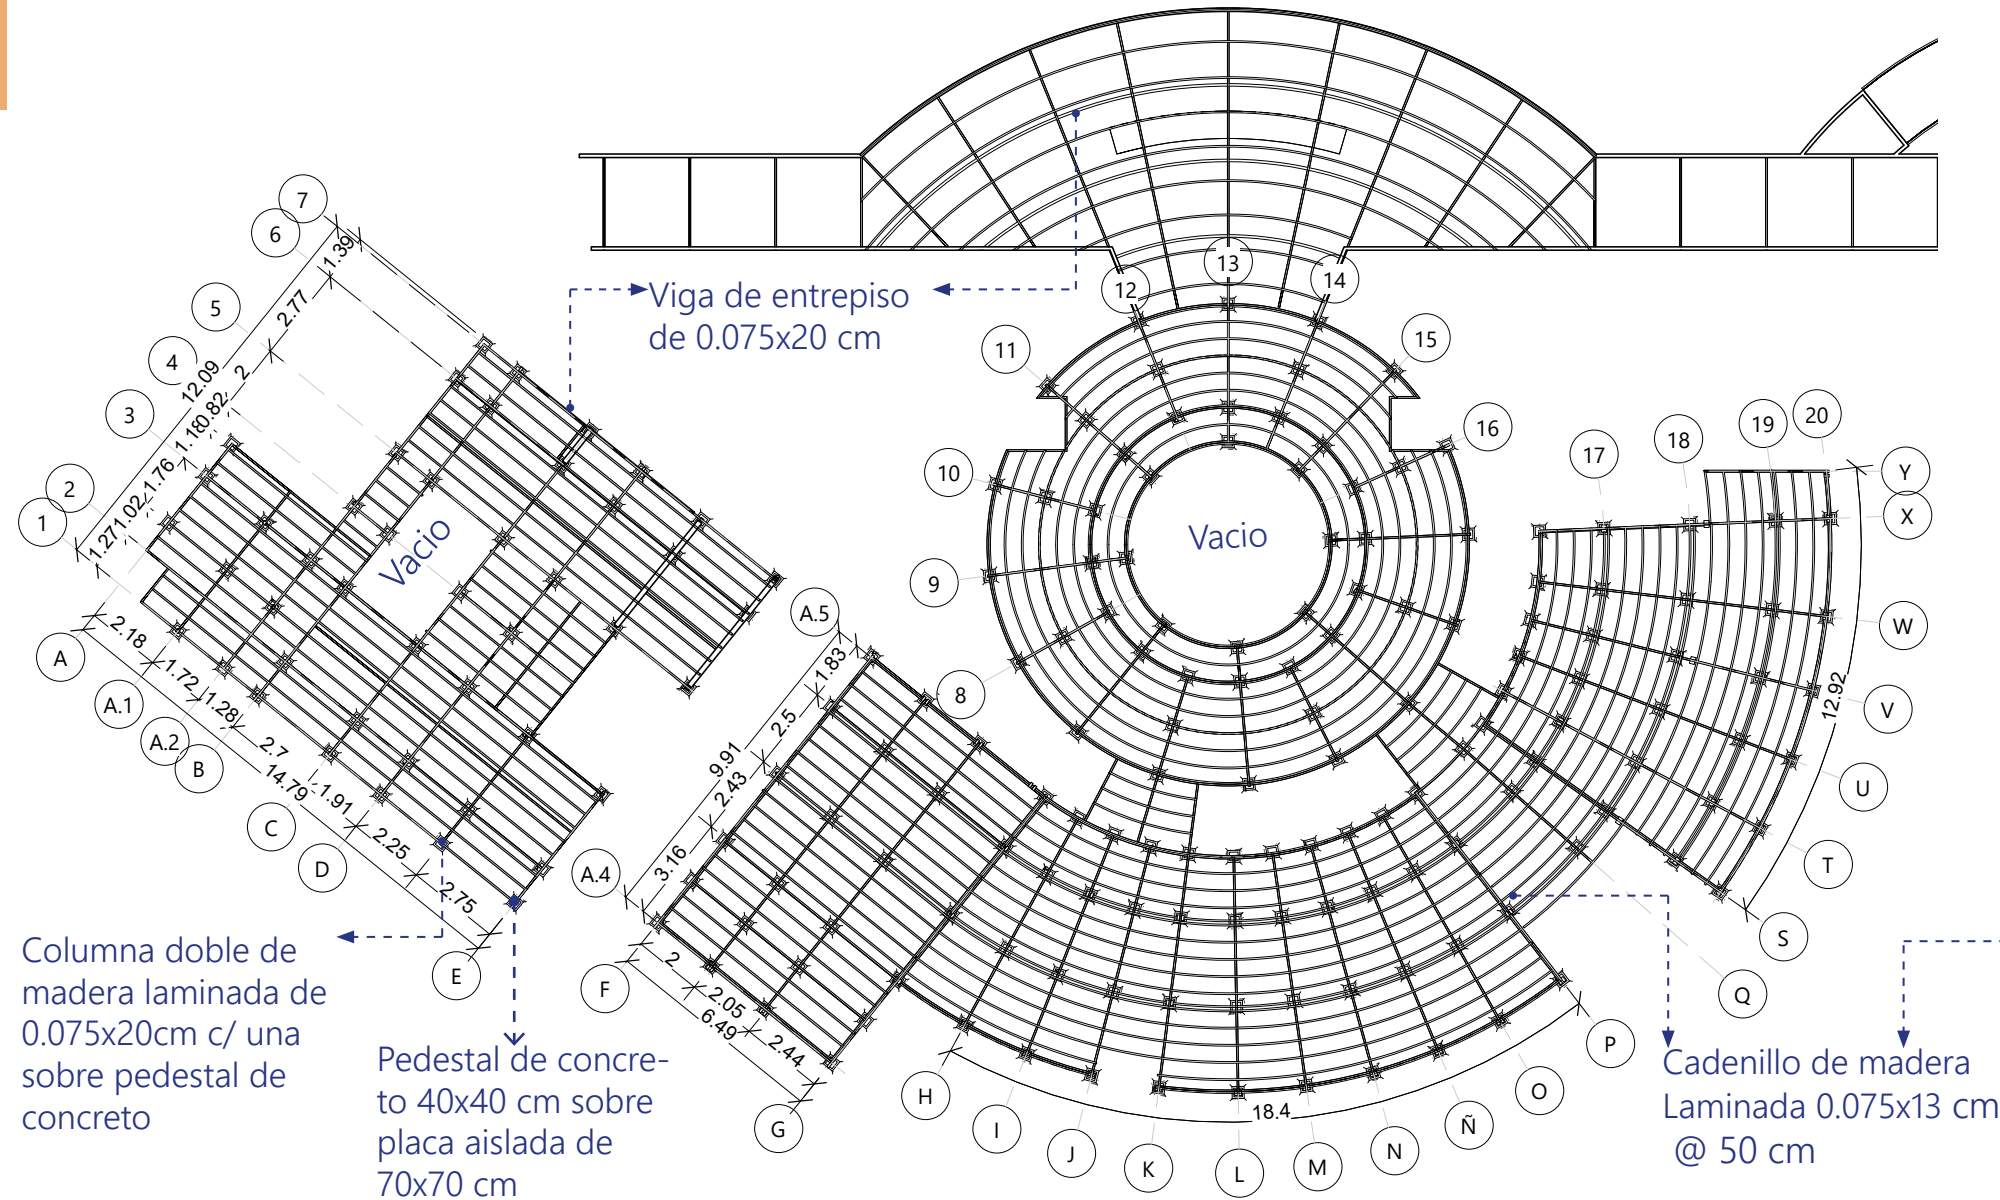 7
6
5
4
3
2
1
1.39
2.77
2
12.09
0.82
1.18
1.76
1.02
1.27
Vacio
A
A.1
A.2
B
C
D
E
2.18
1.72
1.28
2.7
14.79
1.91
2.25
2.75
Viga de entrepiso
de 0.075x20 cm
12
13
14
11
15
10
16
9
8
Vacio
17
18
19
20
Y
X
W
V
U
T
S
Q
P
12.92
A.5
1.83
2.5
9.91
2.43
3.16
A.4
F
2
2.05
6.49
2.44
G
H
I
J
K
L
M
N
Ñ
O
18.4
Columna doble de
madera laminada de
0.075x20cm c/ una
sobre pedestal de
concreto
Pedestal de concre-
to 40x40 cm sobre
placa aislada de
70x70 cm
Cadenillo de madera
Laminada 0.075x13 cm
@ 50 cm